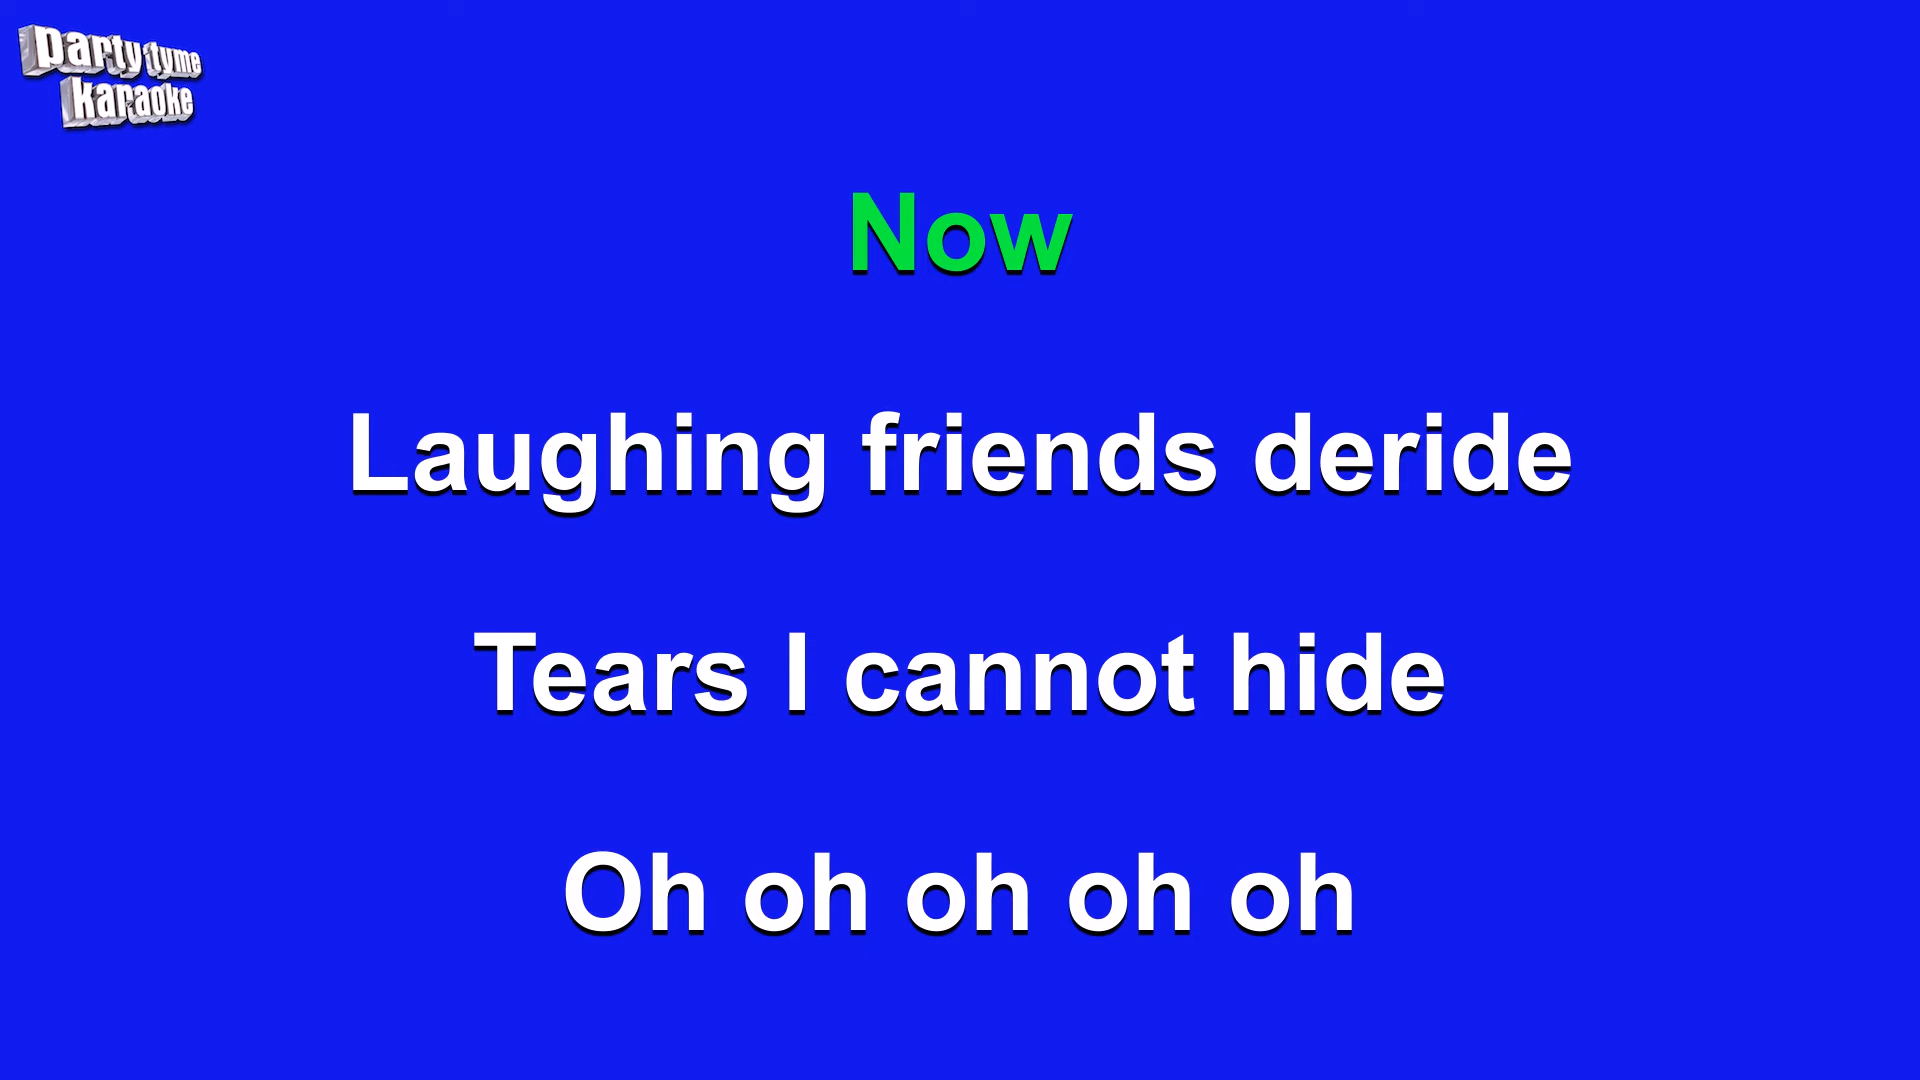 party tyme
karaoke
Now
Laughing friends deride
Tears I cannot hide
Oh oh oh oh oh